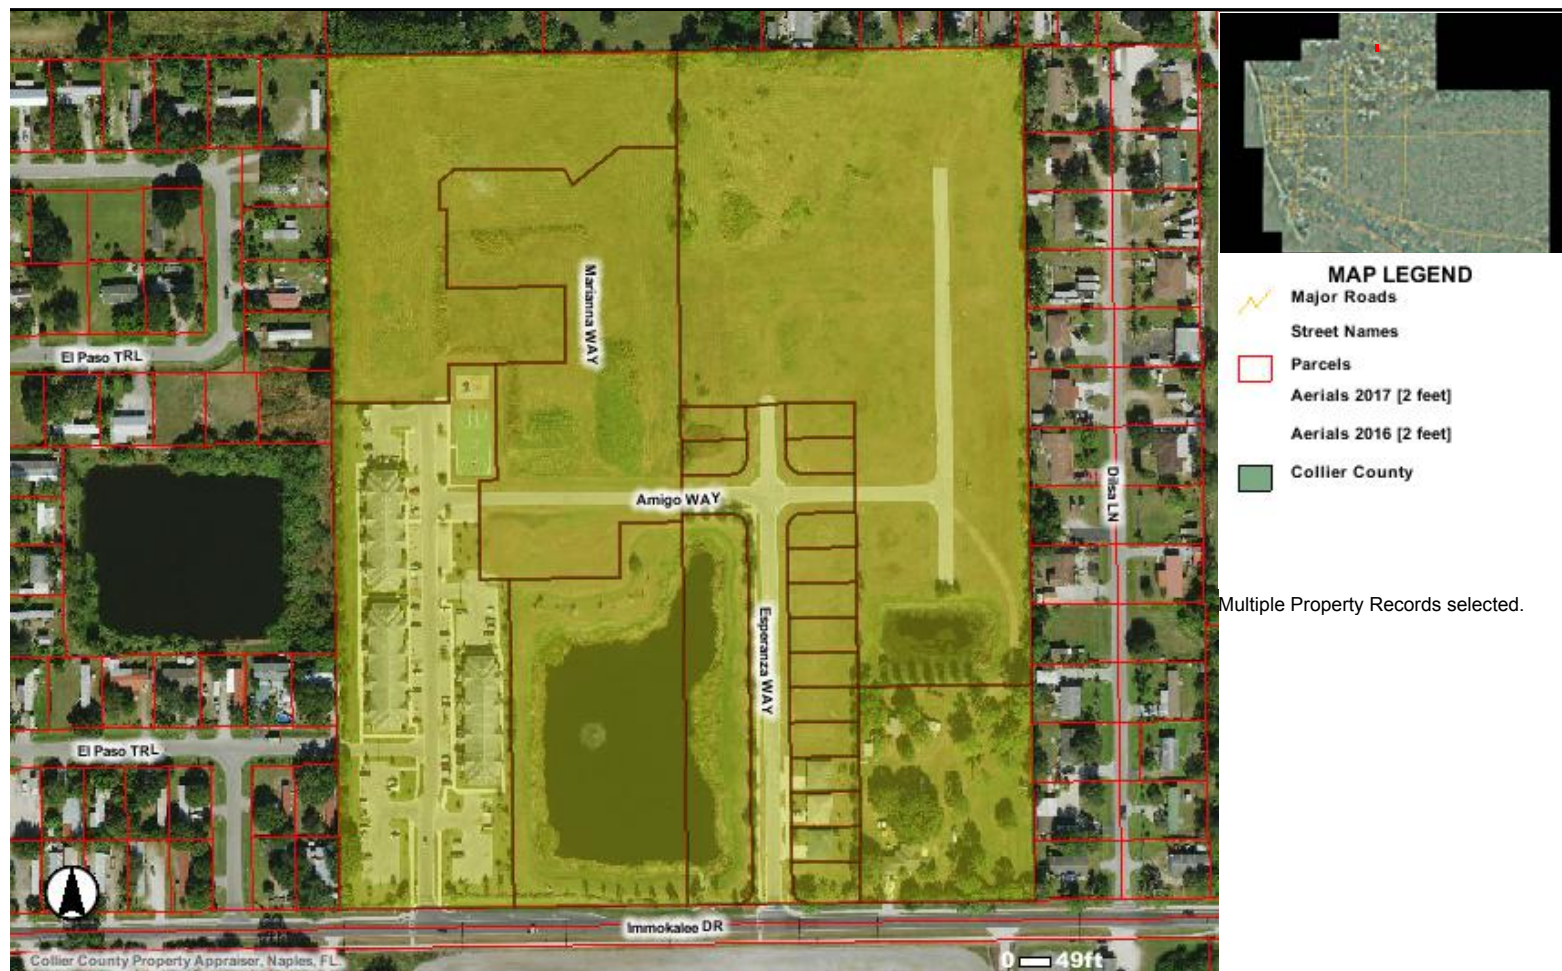 MAP LEGEND
Major Roads
Street Names
Parcels
Aerials 2017 [2 feet]
Aerials 2016 [2 feet]
Collier County
Multiple Property Records selected.
Marianna WAY
El Paso TRL
Amigo WAY
Dilsa LN
Esperanza WAY
El Paso TRL
Immokalee DR
Collier County Property Appraiser, Naples, FL.
0 49ft